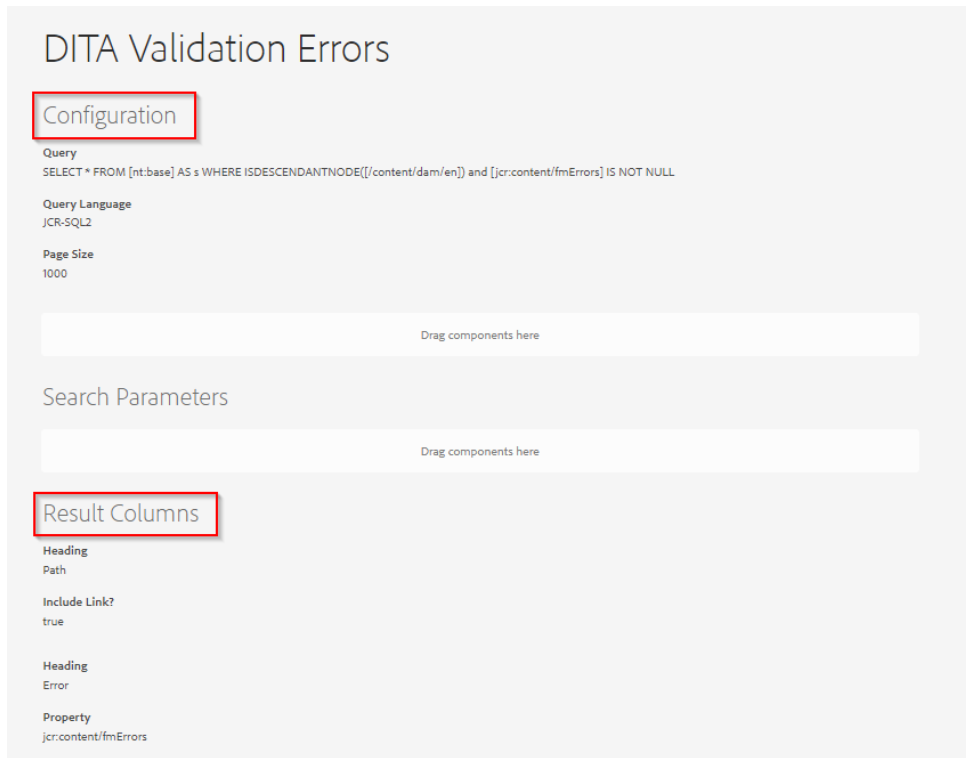 DITA Validation Errors
Configuration
Query
SELECT * FROM [nt:base] AS s WHERE ISDESCENDANTNODE([/content/dam/en]) and [jcr:content/fmErrors] IS NOT NULL
Query Language
JCR-SQL2
Page Size
1000
Drag components here
Search Parameters
Drag components here
Result Columns
Heading
Path
Include Link?
true
Heading
Error
Property
jcr:content/fmErrors